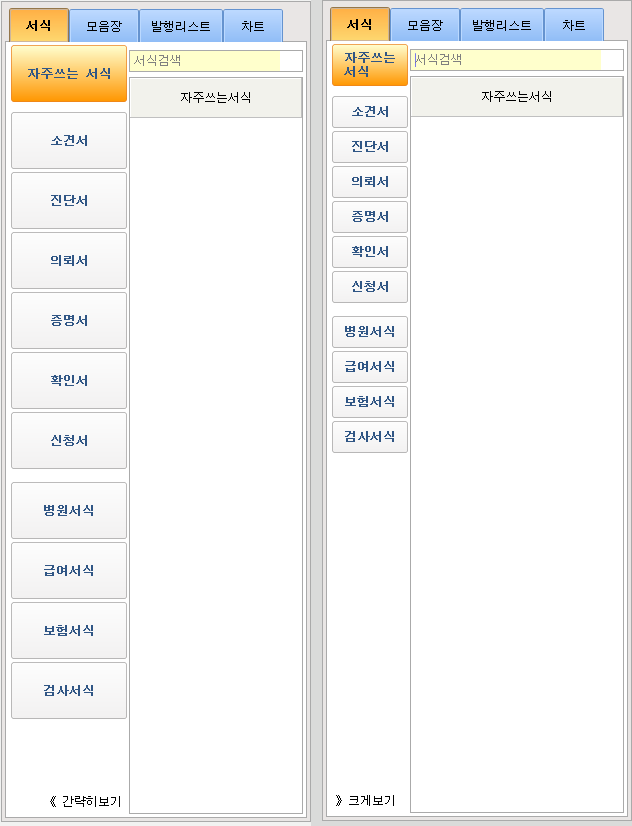 서식 모음장 발행리스트 차트
자주쓰는 서식
서식검색
자주쓰는서식
소견서
진단서
의뢰서
증명서
확인서
신청서
병원서식
급여서식
보험서식
검사서식
《 간략히보기
서식 모음장 발행리스트 차트
자주쓰는
서식
서식검색
자주쓰는서식
소견서
진단서
의뢰서
증명서
확인서
신청서
병원서식
급여서식
보험서식
검사서식
》 크게보기